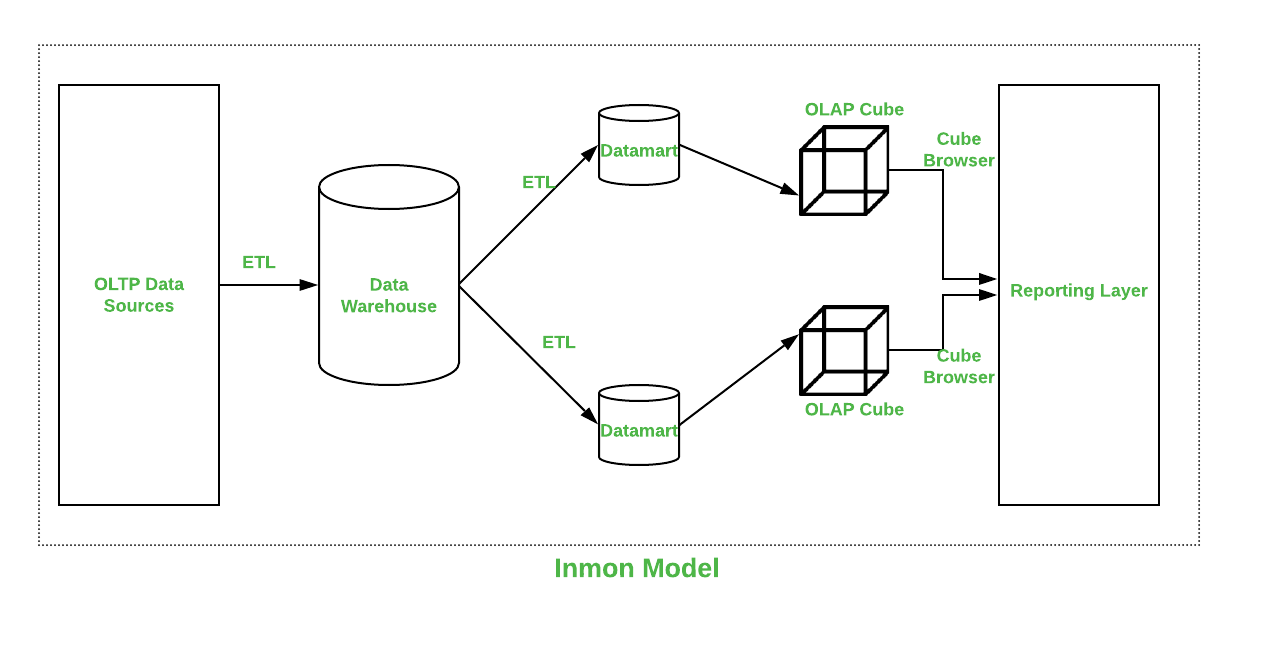 OLAP Cube
Cube
Browser
Datamart
ETL
ETL
OLTP Data
Sources
Data
Warehouse
Reporting Layer
ETL
Cube
Browser
OLAP Cube
Datamart
Inmon Model